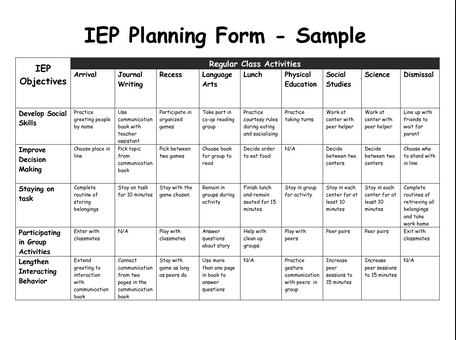 IEP Planning Form - Sample
IEP
Objectives
Regular Class Activities
Arrival
Journal
Writing
Recess
Language
Arts
Lunch
Physical
Education
Social
Studies
Science
Dismissal
Develop Social
Skills
Practice
greeting people
by name
Use
communication
book with
teacher
assistant
Participate in
organized
games
Take part in
co-op reading
group
Practice
courtesy rules
during eating
and socializing
Practice
taking turns
Work at
center with
peer helper
Work at
center with
peer helper
Line up with
friends to
wait for
parent
Improve
Decision
Making
Choose place in
line
Pick topic
from
communication
book
Pick between
two games
Choose book
for group to
read
Decide order
to eat food
N/A
Decide
between two
centers
Decide
between two
centers
Choose who
to stand with
in line
Staying on
task
Complete
routine of
storing
belongings
Stay on task
for 10 minutes
Stay with the
game chosen
Remain in
groups during
activity
Finish lunch
and remain
seated for 15
minutes
Stay in group
for activity
Stay in each
center for at
least 10
minutes
Stay in each
center for at
least 10
minutes
Complete
routines of
retrieving all
belongings
and take
work home
Participating
in Group
Activities
Enter with
classmates
N/A
Play with
classmates
Answer
questions
about story
Help with
clean up
groups
Play with
peers
Peer pairs
Peer pairs
Exit with
classmates
Lengthen
Interacting
Behavior
Extend
greeting to
interaction
with
communication
book
Connect
communication
from two
pages in the
communication
book
Stay with
game as long
as peers do
Use more
than one page
in book to
answer
questions
N/A
Practice
gesture
communication
with peers in
group
Increase
peer
sessions to
15 minutes
Increase
peer sessions
to 15 minutes
N/A